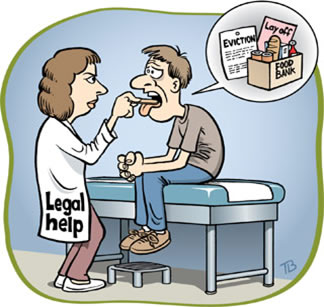 EVICTION
Lay off
FOOD
BANK
Legal
help
TB